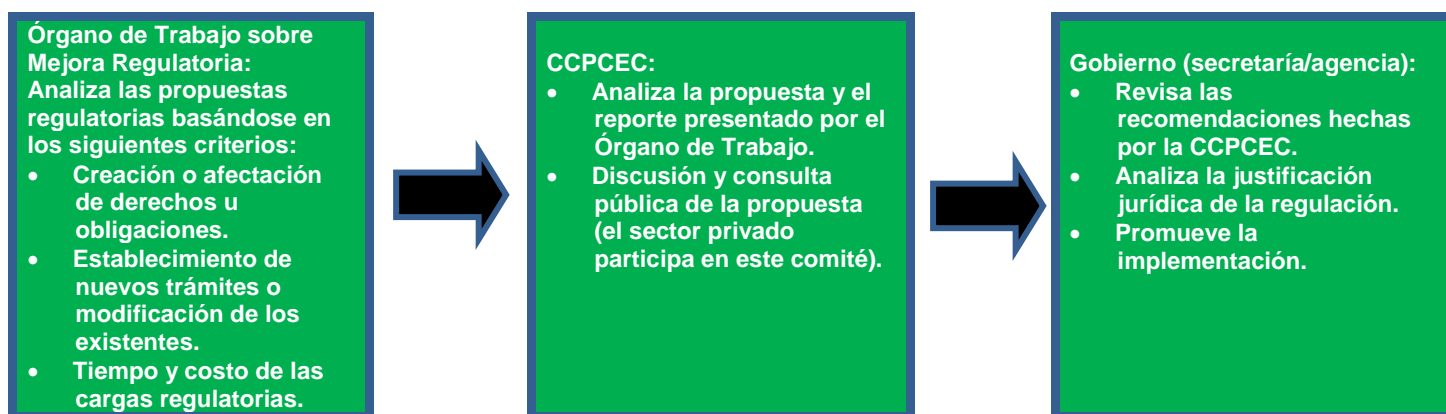 Órgano de Trabajo sobre
Mejora Regulatoria:
Analiza las propuestas
regulatorias basándose en
los siguientes criterios:
• Creación o afectación
de derechos u
obligaciones.
• Establecimiento de
nuevos trámites o
modificación de los
existentes.
• Tiempo y costo de las
cargas regulatorias.
CCPCEC:
• Analiza la propuesta y el
reporte presentado por el
Órgano de Trabajo.
• Discusión y consulta
pública de la propuesta
(el sector privado
participa en este comité).
Gobierno (secretaría/agencia):
• Revisa las
recomendaciones hechas
por la CCPCEC.
• Analiza la justificación
jurídica de la regulación.
• Promueve la
implementación.